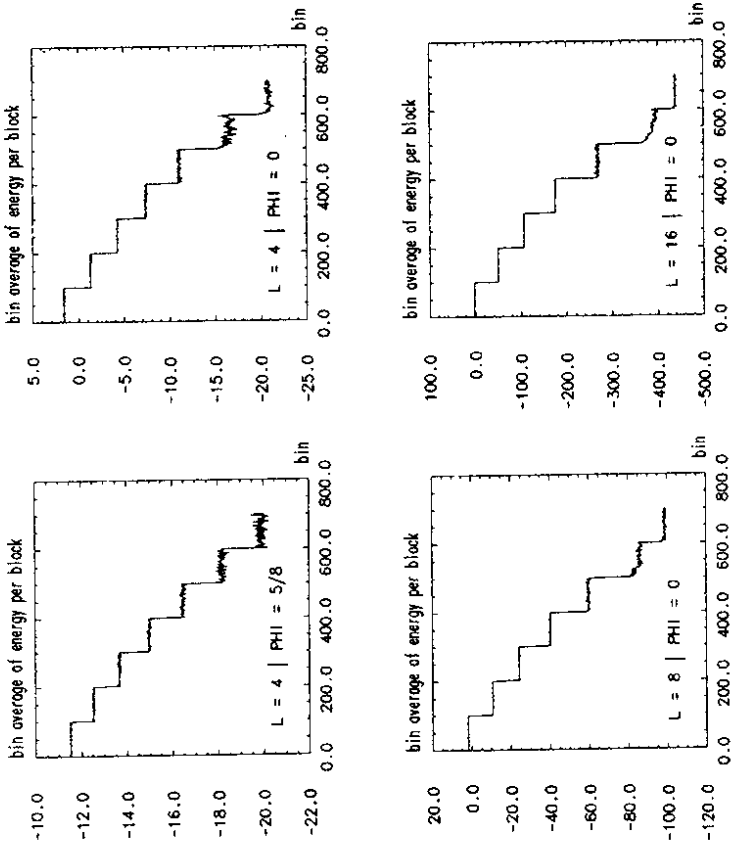 bin average of energy per block
-10.0
-12.0
-14.0
-16.0
-18.0
-20.0
-22.0
L = 4 | PHI = 5/8
0.0 200.0 400.0 600.0 800.0
bin
bin average of energy per block
5.0
0.0
-5.0
-10.0
-15.0
-20.0
-25.0
L = 4 | PHI = 0
0.0 200.0 400.0 600.0 800.0
bin
bin average of energy per block
20.0
0.0
-20.0
-40.0
-60.0
-80.0
-100.0
-120.0
L = 8 | PHI = 0
0.0 200.0 400.0 600.0 800.0
bin
bin average of energy per block
100.0
0.0
-100.0
-200.0
-300.0
-400.0
-500.0
L = 16 | PHI = 0
0.0 200.0 400.0 600.0 800.0
bin